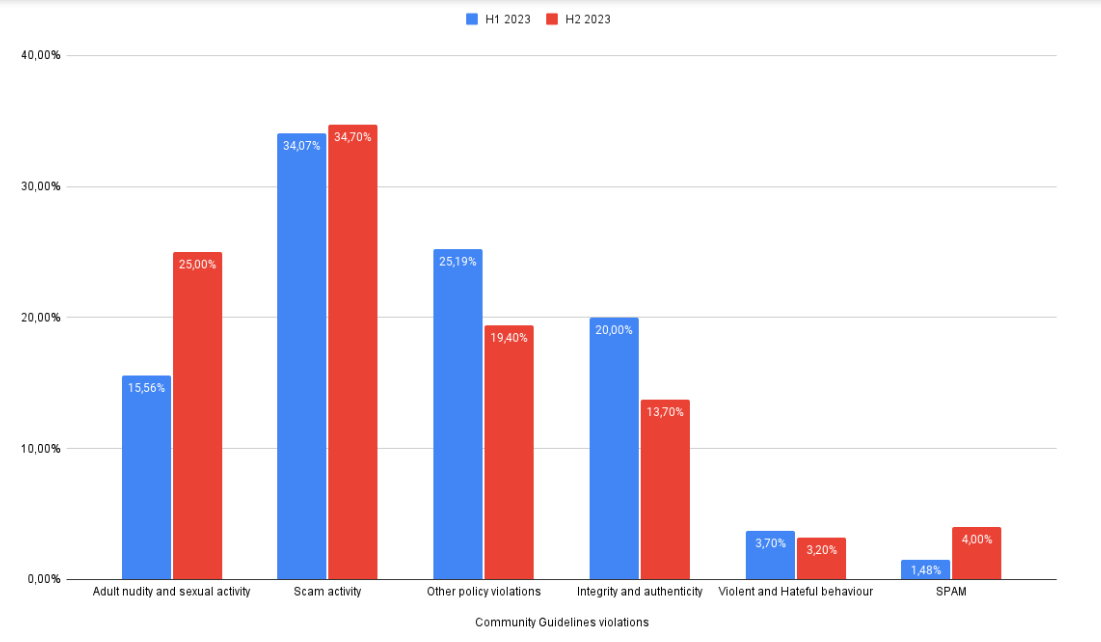 H1 2023 H2 2023
40,00%
34,07% 34,70%
30,00%
25,00% 25,19%
20,00% 20,00%
19,40%
15,56%
13,70%
10,00%
3,70% 3,20% 1,48% 4,00%
0,00%
Adult nudity and sexual activity Scam activity Other policy violations Integrity and authenticity Violent and Hateful behaviour SPAM
Community Guidelines violations